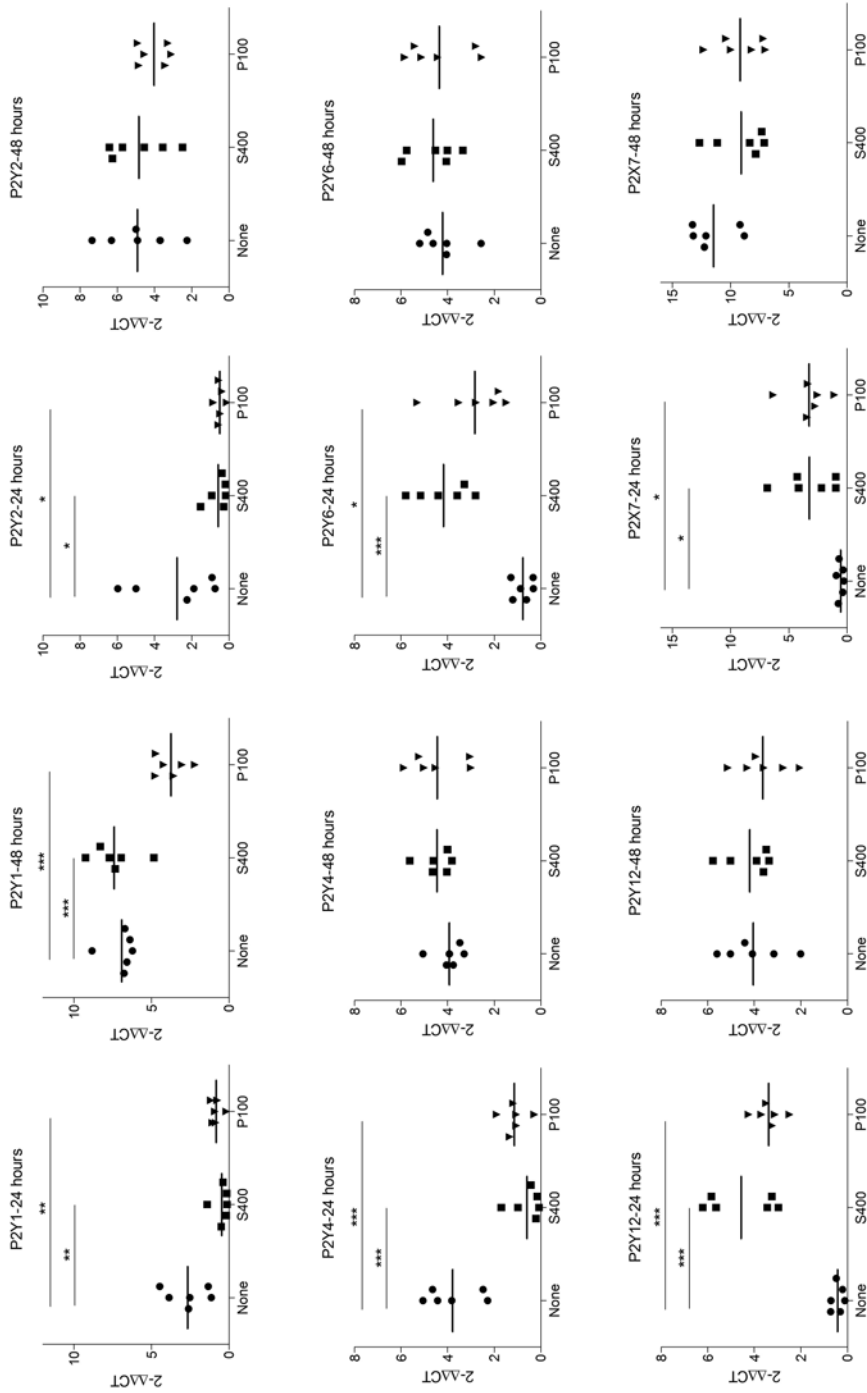 P2Y1-24 hours
**
**
2-ΔΔCT
10
5
0
None S400 P100
P2Y1-48 hours
***
***
2-ΔΔCT
10
5
0
None S400 P100
P2Y2-24 hours
*
*
2-ΔΔCT
10
8
6
4
2
0
None S400 P100
P2Y2-48 hours
2-ΔΔCT
10
8
6
4
2
0
None S400 P100
P2Y4-24 hours
***
***
2-ΔΔCT
8
6
4
2
0
None S400 P100
P2Y4-48 hours
2-ΔΔCT
8
6
4
2
0
None S400 P100
P2Y6-24 hours
*
***
2-ΔΔCT
8
6
4
2
0
None S400 P100
P2Y6-48 hours
2-ΔΔCT
8
6
4
2
0
None S400 P100
P2Y12-24 hours
***
***
2-ΔΔCT
8
6
4
2
0
None S400 P100
P2Y12-48 hours
2-ΔΔCT
8
6
4
2
0
None S400 P100
P2X7-24 hours
*
*
2-ΔΔCT
15
10
5
0
None S400 P100
P2X7-48 hours
2-ΔΔCT
15
10
5
0
None S400 P100